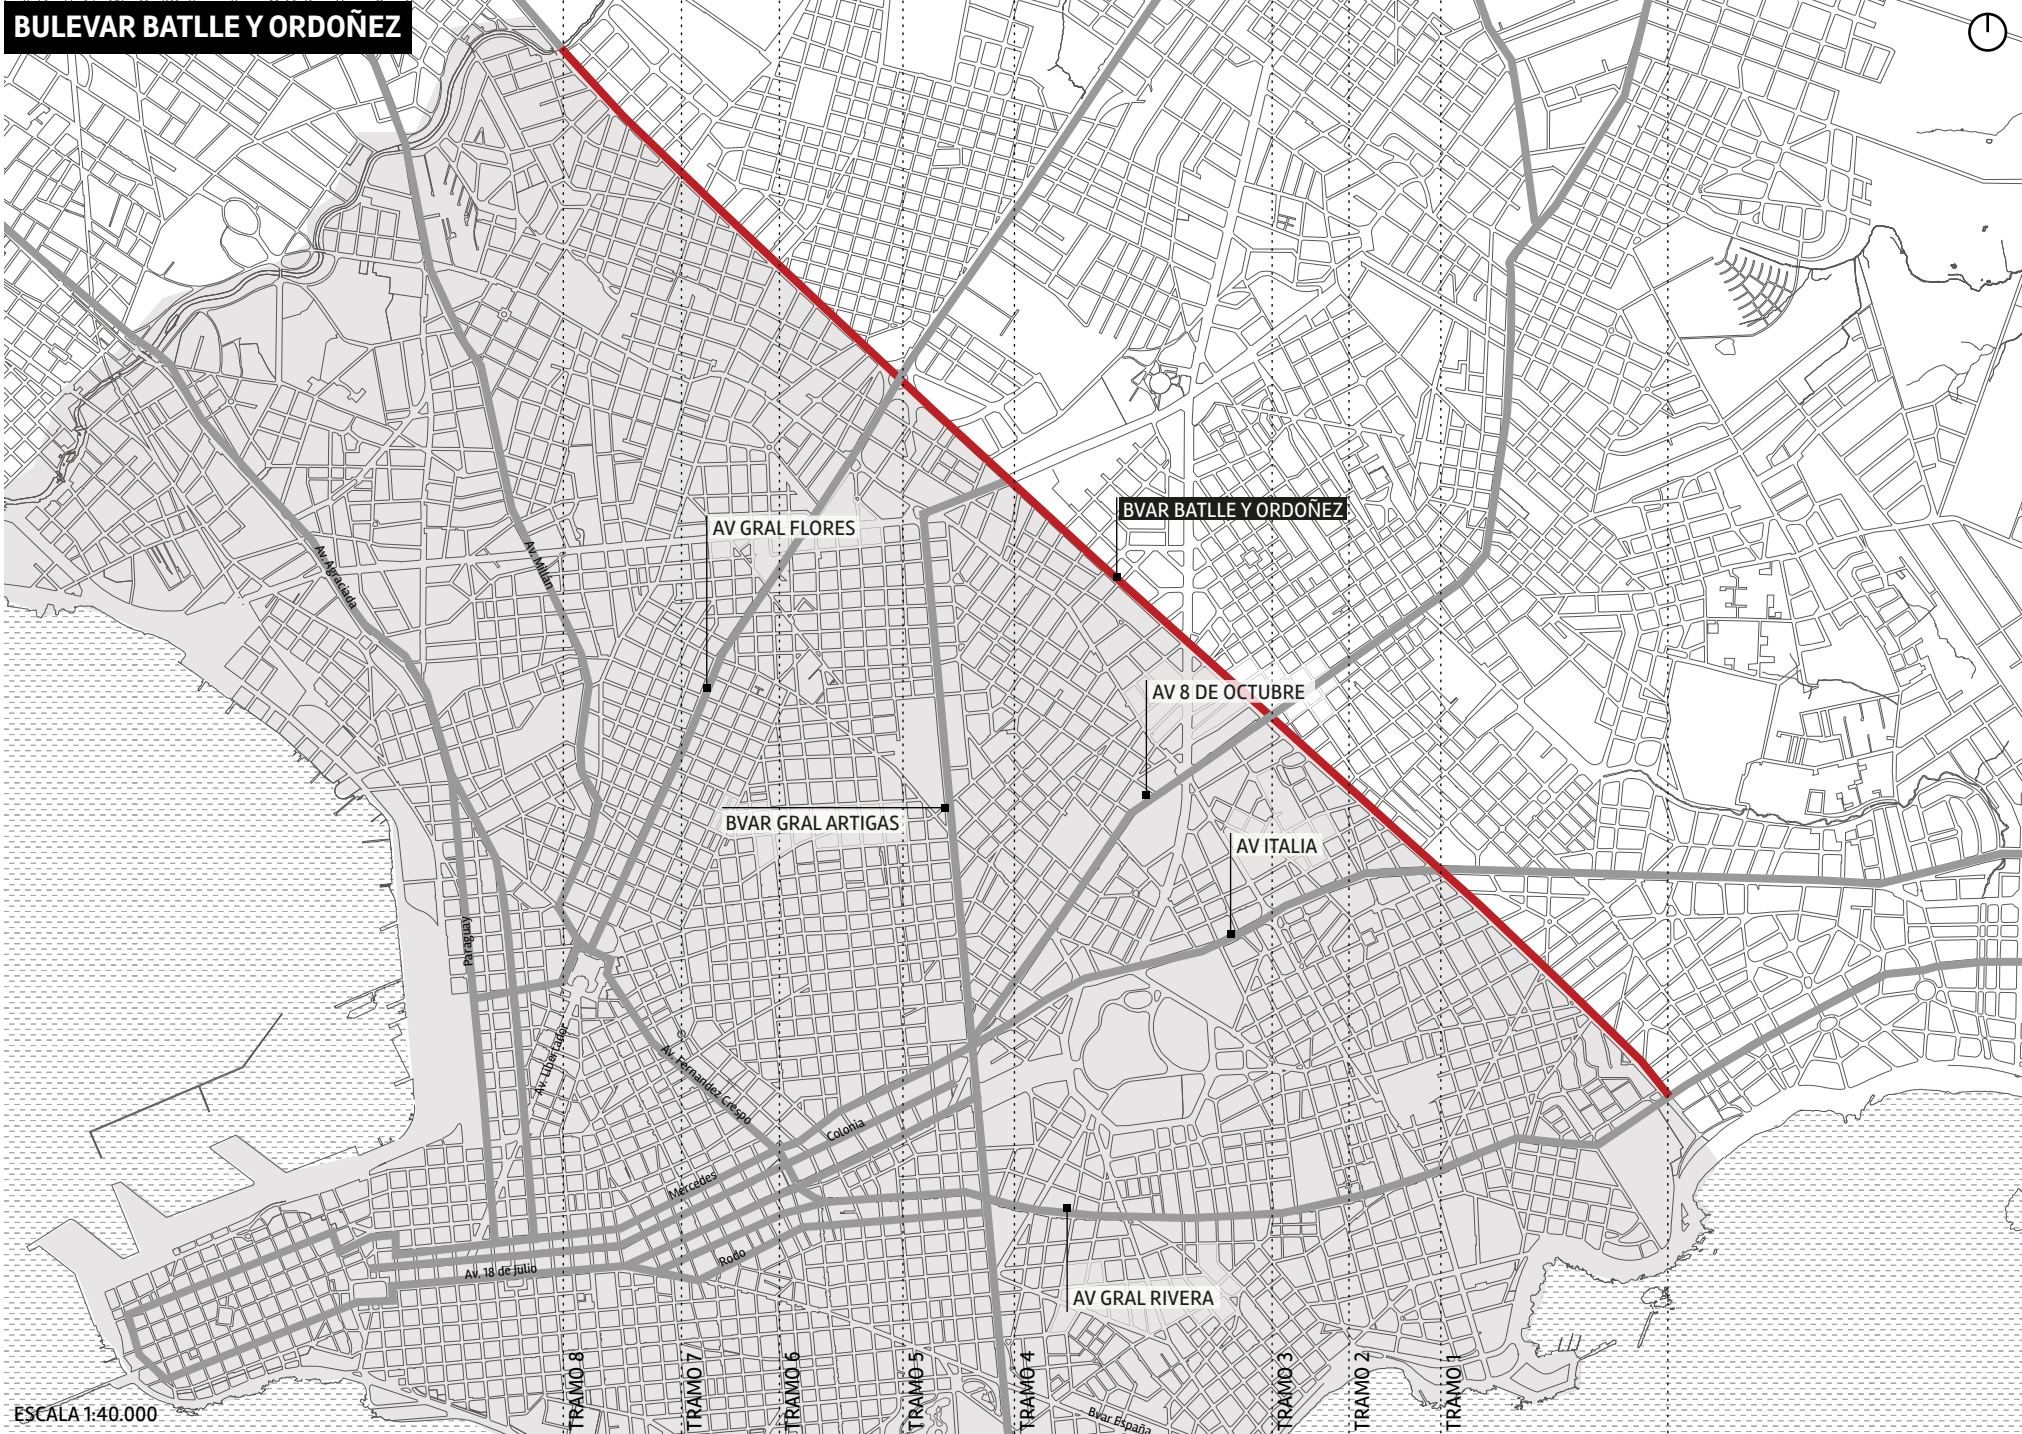 BULEVAR BATLLE Y ORDOÑEZ
BVAR BATLLE Y ORDOÑEZ
AV GRAL FLORES
Av. Agraciada
Av. Millán
AV 8 DE OCTUBRE
BVAR GRAL ARTIGAS
AV ITALIA
Paraguay
Av. Libertador
Av. Fernandez Crespo
Colonia
Mercedes
Rodo
Av. 18 de Julio
AV GRAL RIVERA
TRAMO 8
TRAMO 7
TRAMO 6
TRAMO 5
TRAMO 4
TRAMO 3
TRAMO 2
TRAMO 1
Bvar España
ESCALA 1:40.000